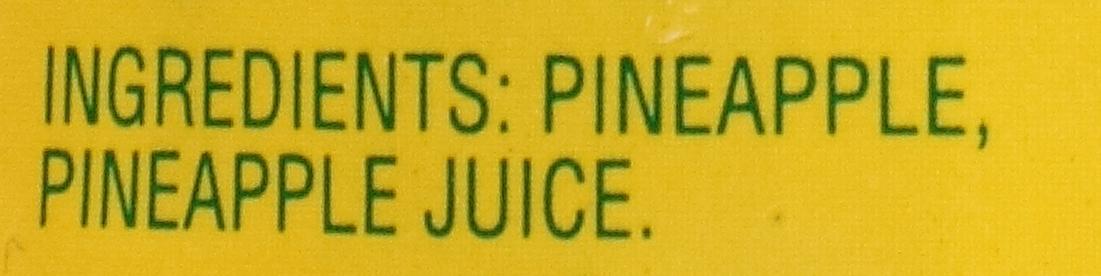 INGREDIENTS: PINEAPPLE,
PINEAPPLE JUICE.